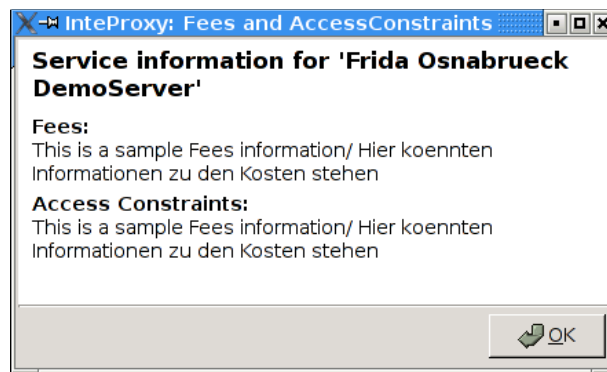 InteProxy: Fees and AccessConstraints
Service information for 'Frida Osnabrueck
DemoServer'
Fees:
This is a sample Fees information/ Hier koennten
Informationen zu den Kosten stehen
Access Constraints:
This is a sample Fees information/ Hier koennten
Informationen zu den Kosten stehen
OK